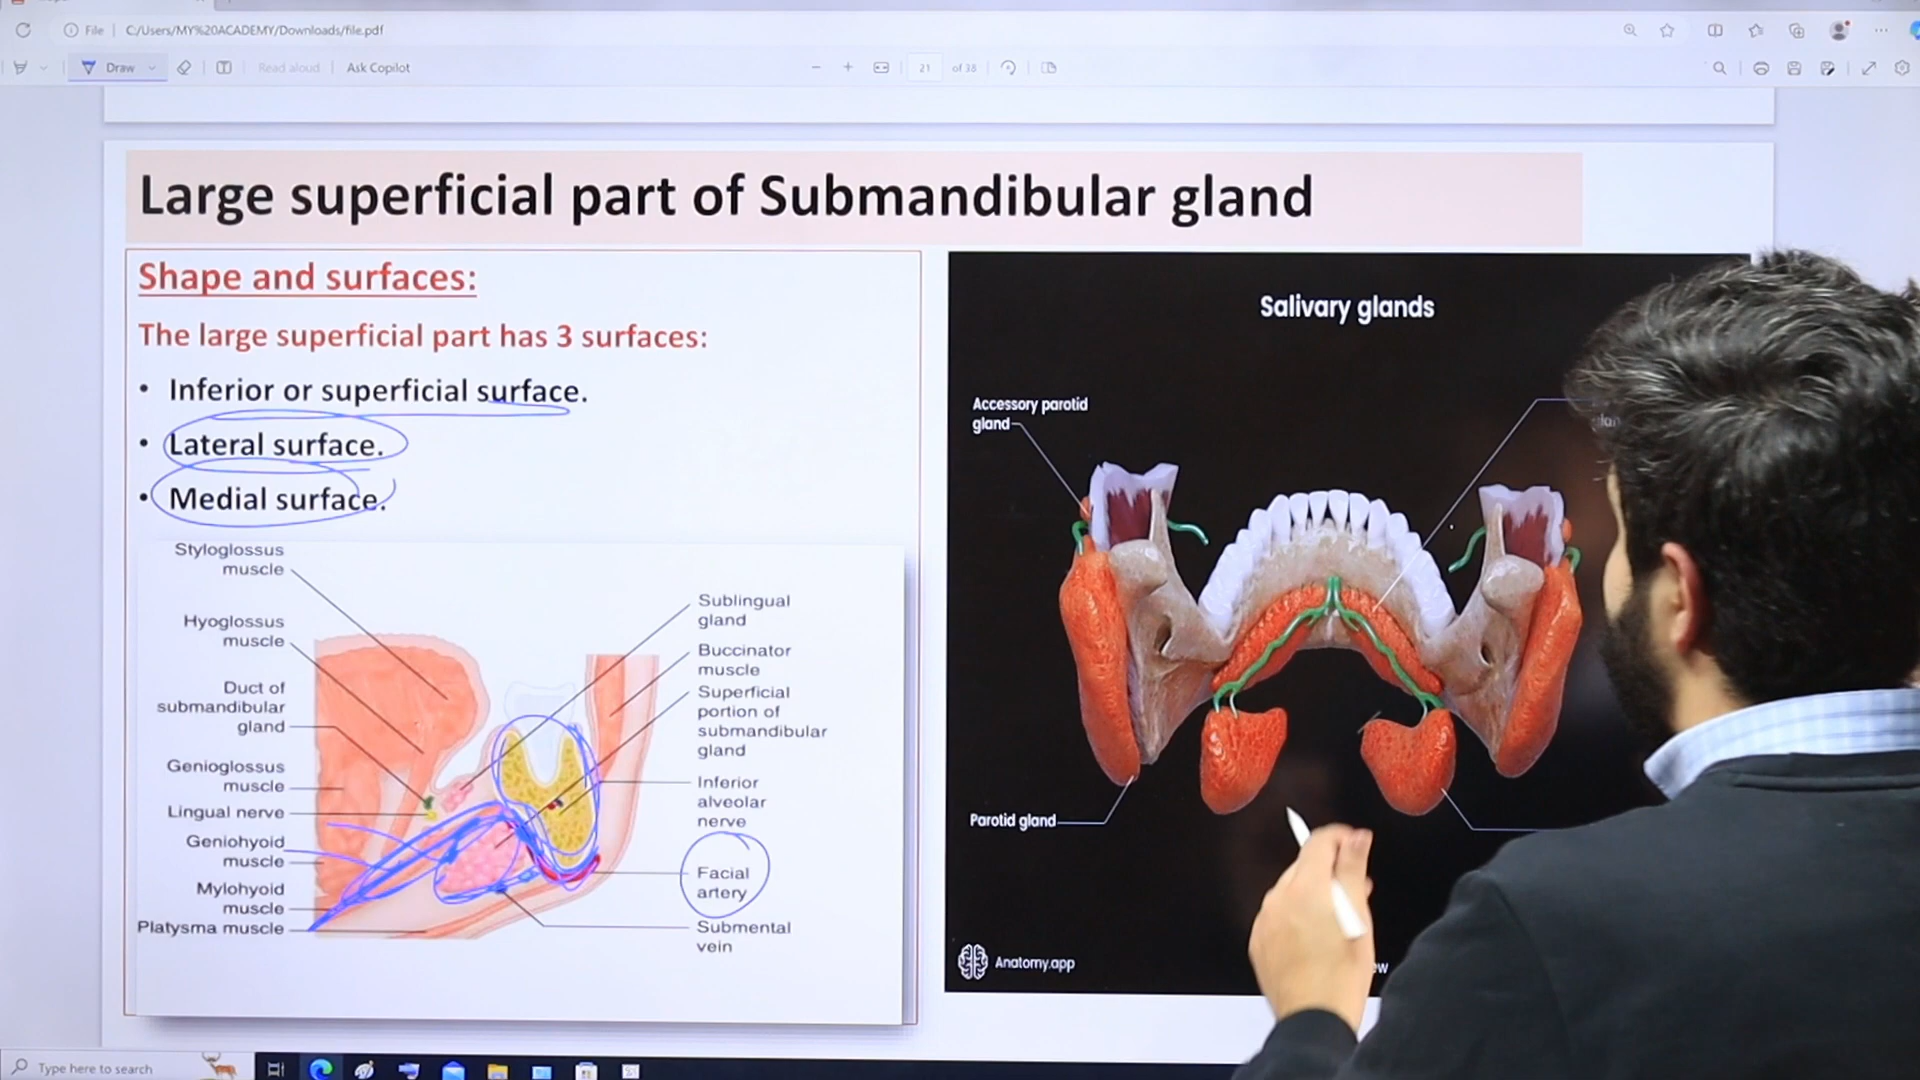 File
C:/Users/MY%20ACADEMY/Downloads/file.pdf
Draw
Read aloud
Ask Copilot
21
of 38
Large superficial part of Submandibular gland
Shape and surfaces:
The large superficial part has 3 surfaces:
• Inferior or superficial surface.
• Lateral surface.
• Medial surface.
Styloglossus
muscle
Hyoglossus
muscle
Duct of
submandibular
gland
Genioglossus
muscle
Lingual nerve
Geniohyoid
muscle
Mylohyoid
muscle
Platysma muscle
Sublingual
gland
Buccinator
muscle
Superficial
portion of
submandibular
gland
Inferior
alveolar
nerve
Facial
artery
Submental
vein
Salivary glands
Accessory parotid
gland
Parotid gland
Anatomy.app
Type here to search